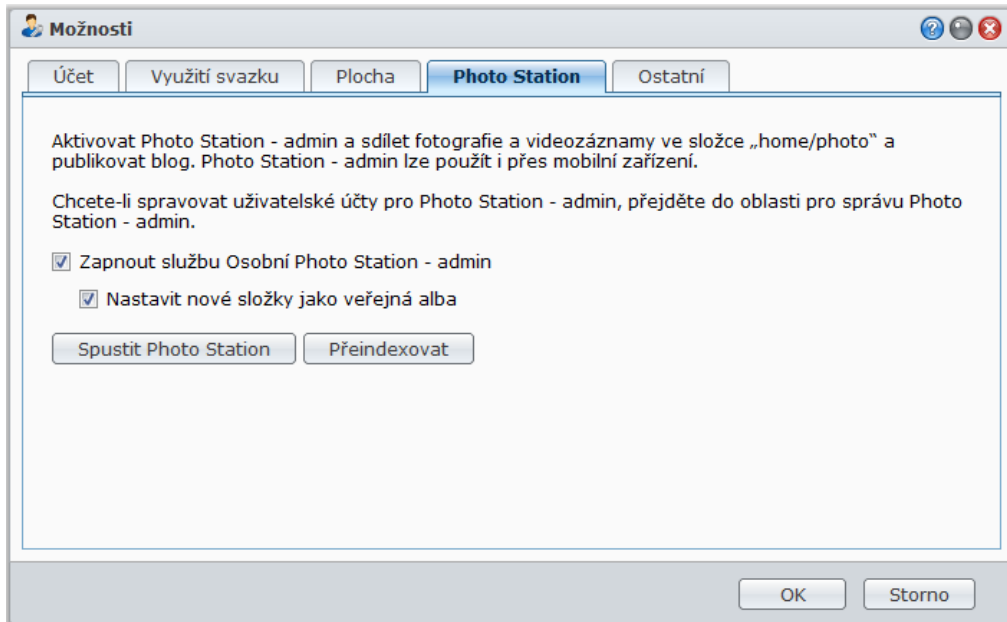 Možnosti
Účet
Využití svazku
Plocha
Photo Station
Ostatní
Aktivovat Photo Station - admin a sdílet fotografie a videozáznamy ve složce „home/photo“ a
publikovat blog. Photo Station - admin lze použít i přes mobilní zařízení.
Chcete-li spravovat uživatelské účty pro Photo Station - admin, přejděte do oblasti pro správu Photo
Station - admin.
Zapnout službu Osobní Photo Station - admin
Nastavit nové složky jako veřejná alba
Spustit Photo Station
Přeindexovat
OK
Storno